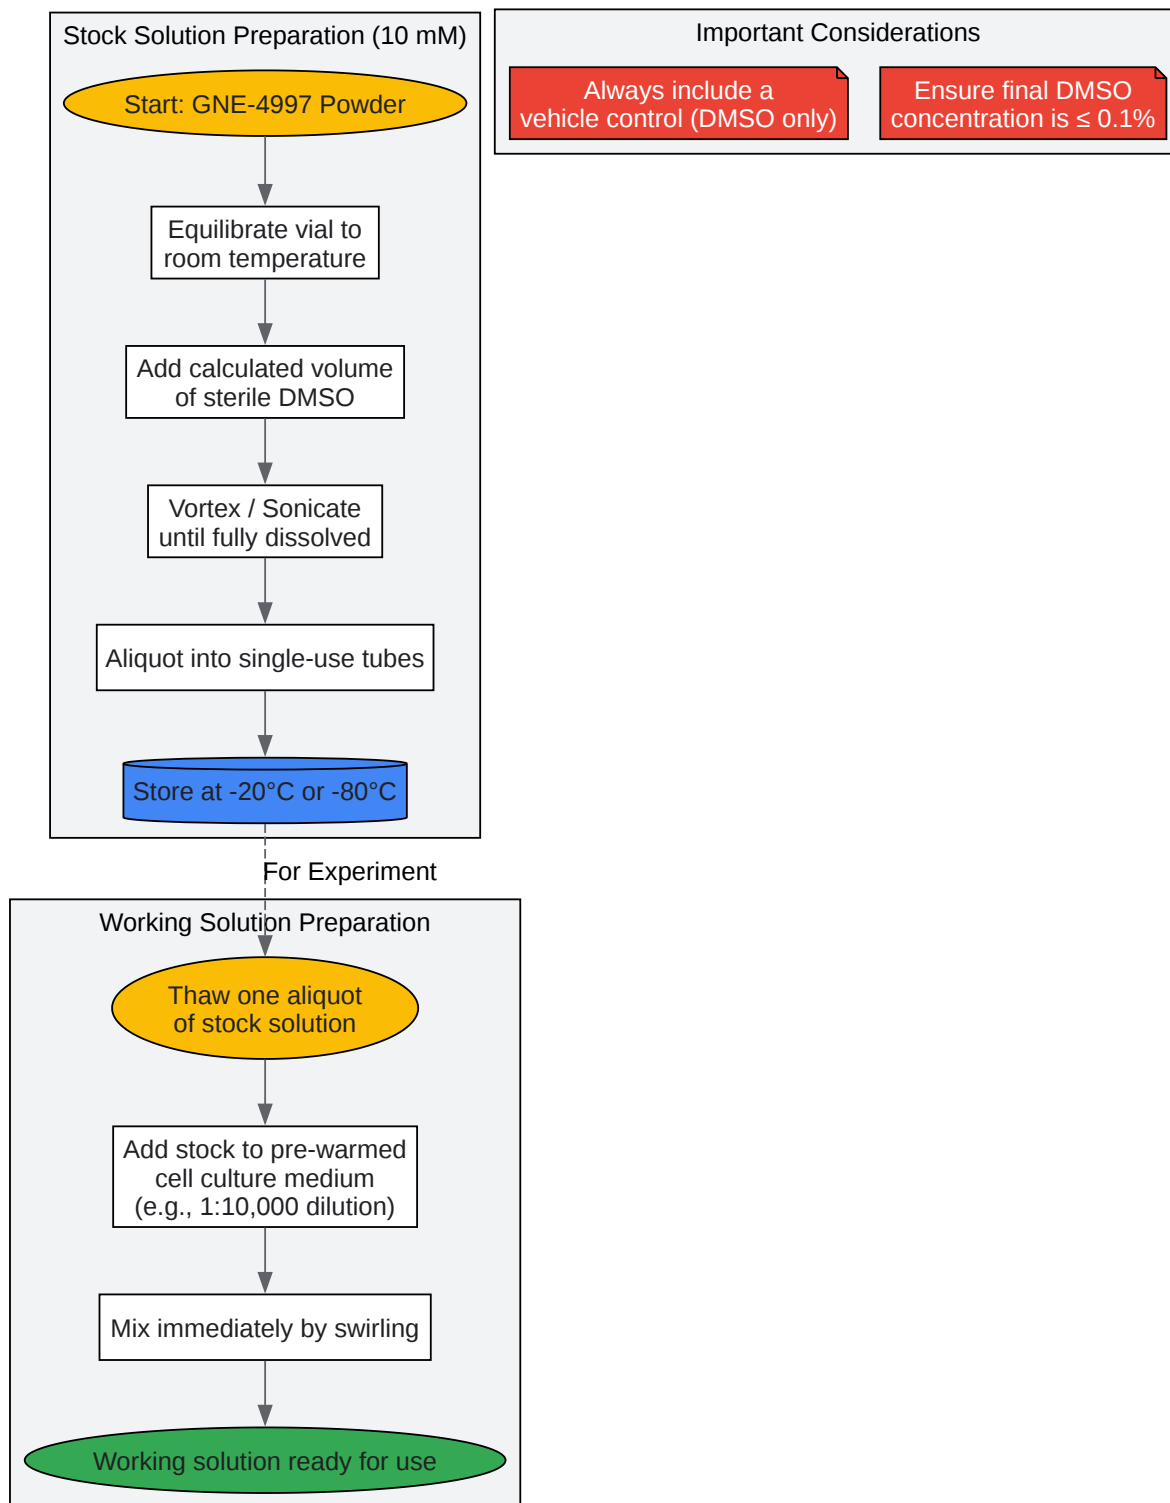 Stock Solution Preparation (10 mM)
Start: GNE-4997 Powder
Equilibrate vial to
room temperature
Add calculated volume
of sterile DMSO
Vortex / Sonicate
until fully dissolved
Aliquot into single-use tubes
Store at -20°C or -80°C
For Experiment
Working Solution Preparation
Thaw one aliquot
of stock solution
Add stock to pre-warmed
cell culture medium
(e.g., 1:10,000 dilution)
Mix immediately by swirling
Working solution ready for use
Important Considerations
Always include a
vehicle control (DMSO only)
Ensure final DMSO
concentration is ≤ 0.1%